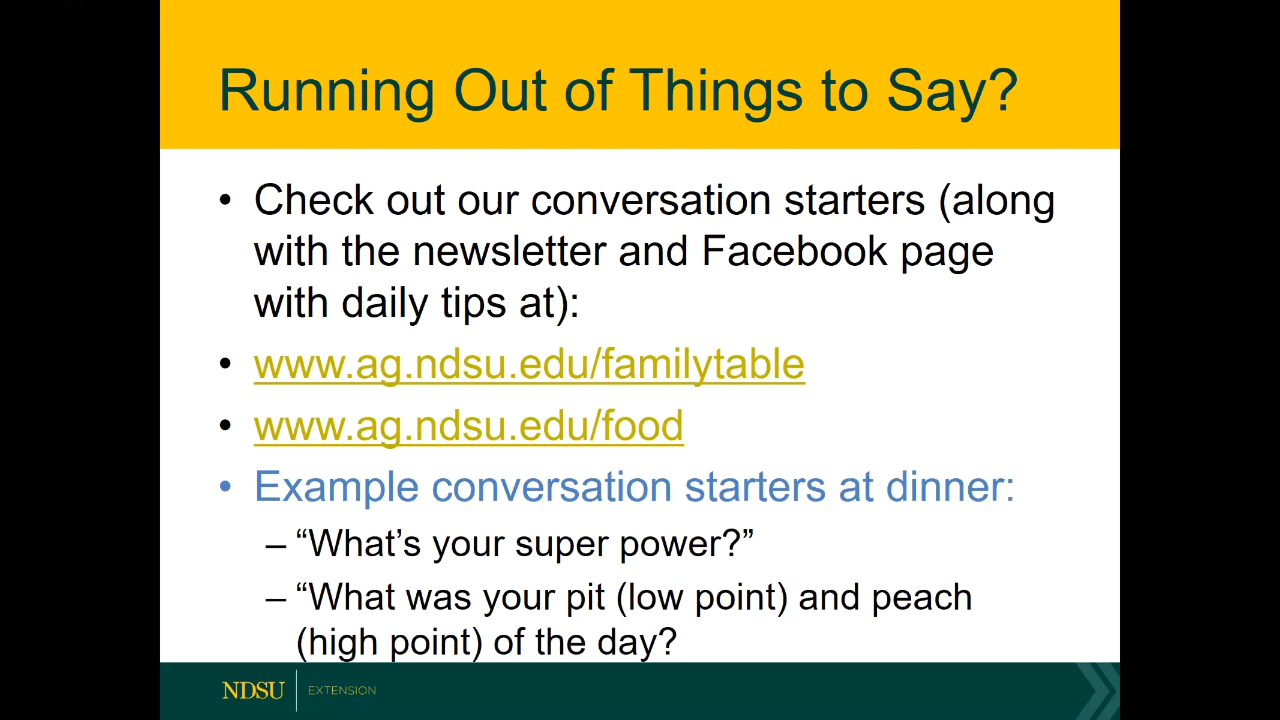 Running Out of Things to Say?
• Check out our conversation starters (along
with the newsletter and Facebook page
with daily tips at):
• www.ag.ndsu.edu/familytable
• www.ag.ndsu.edu/food
• Example conversation starters at dinner:
– “What’s your super power?”
– “What was your pit (low point) and peach
(high point) of the day?
NDSU EXTENSION